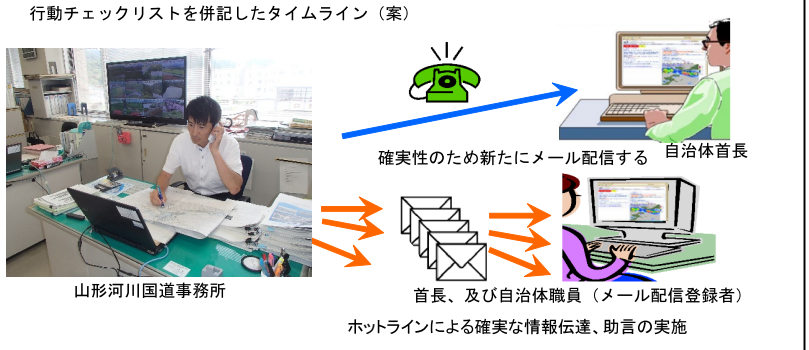 行動チェックリストを併記したタイムライン（案）
確実性のため新たにメール配信する
自治体首長
山形河川国道事務所
首長、及び自治体職員（メール配信登録者）
ホットラインによる確実な情報伝達、助言の実施